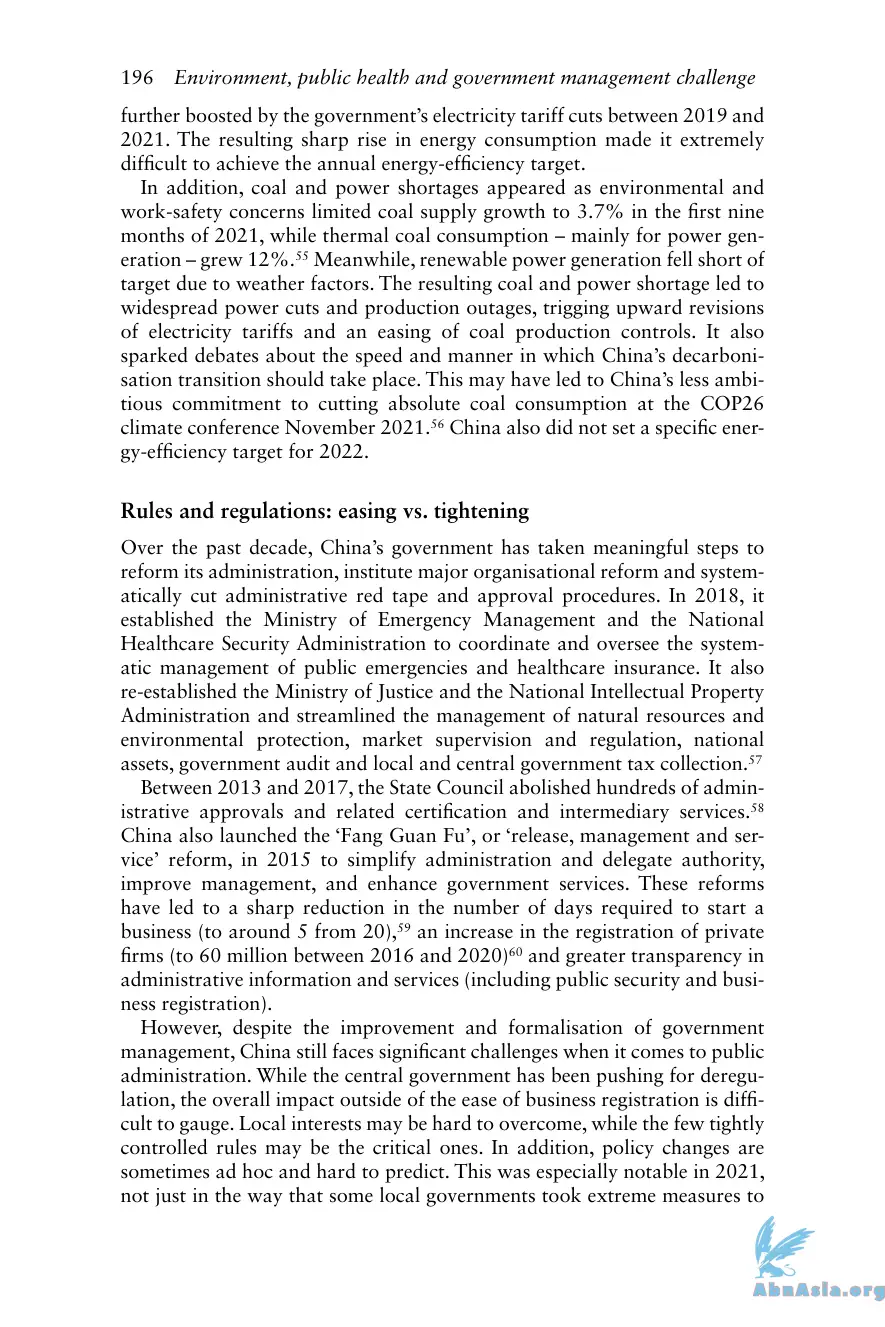 196 Environment, public health and government management challenge
further boosted by the government’s electricity tariff cuts between 2019 and
2021. The resulting sharp rise in energy consumption made it extremely
difficult to achieve the annual energy-efficiency target.
In addition, coal and power shortages appeared as environmental and
work-safety concerns limited coal supply growth to 3.7% in the first nine
months of 2021, while thermal coal consumption – mainly for power gen-
eration – grew 12%.⁵⁵ Meanwhile, renewable power generation fell short of
target due to weather factors. The resulting coal and power shortage led to
widespread power cuts and production outages, trigging upward revisions
of electricity tariffs and an easing of coal production controls. It also
sparked debates about the speed and manner in which China’s decarboni-
sation transition should take place. This may have led to China’s less ambi-
tious commitment to cutting absolute coal consumption at the COP26
climate conference November 2021.⁵⁶ China also did not set a specific ener-
gy-efficiency target for 2022.
Rules and regulations: easing vs. tightening
Over the past decade, China’s government has taken meaningful steps to
reform its administration, institute major organisational reform and system-
atically cut administrative red tape and approval procedures. In 2018, it
established the Ministry of Emergency Management and the National
Healthcare Security Administration to coordinate and oversee the system-
atic management of public emergencies and healthcare insurance. It also
re-established the Ministry of Justice and the National Intellectual Property
Administration and streamlined the management of natural resources and
environmental protection, market supervision and regulation, national
assets, government audit and local and central government tax collection.⁵⁷
Between 2013 and 2017, the State Council abolished hundreds of admin-
istrative approvals and related certification and intermediary services.⁵⁸
China also launched the ‘Fang Guan Fu’, or ‘release, management and ser-
vice’ reform, in 2015 to simplify administration and delegate authority,
improve management, and enhance government services. These reforms
have led to a sharp reduction in the number of days required to start a
business (to around 5 from 20),⁵⁹ an increase in the registration of private
firms (to 60 million between 2016 and 2020)⁶⁰ and greater transparency in
administrative information and services (including public security and busi-
ness registration).
However, despite the improvement and formalisation of government
management, China still faces significant challenges when it comes to public
administration. While the central government has been pushing for deregu-
lation, the overall impact outside of the ease of business registration is diffi-
cult to gauge. Local interests may be hard to overcome, while the few tightly
controlled rules may be the critical ones. In addition, policy changes are
sometimes ad hoc and hard to predict. This was especially notable in 2021,
not just in the way that some local governments took extreme measures to
AbnAsia.org